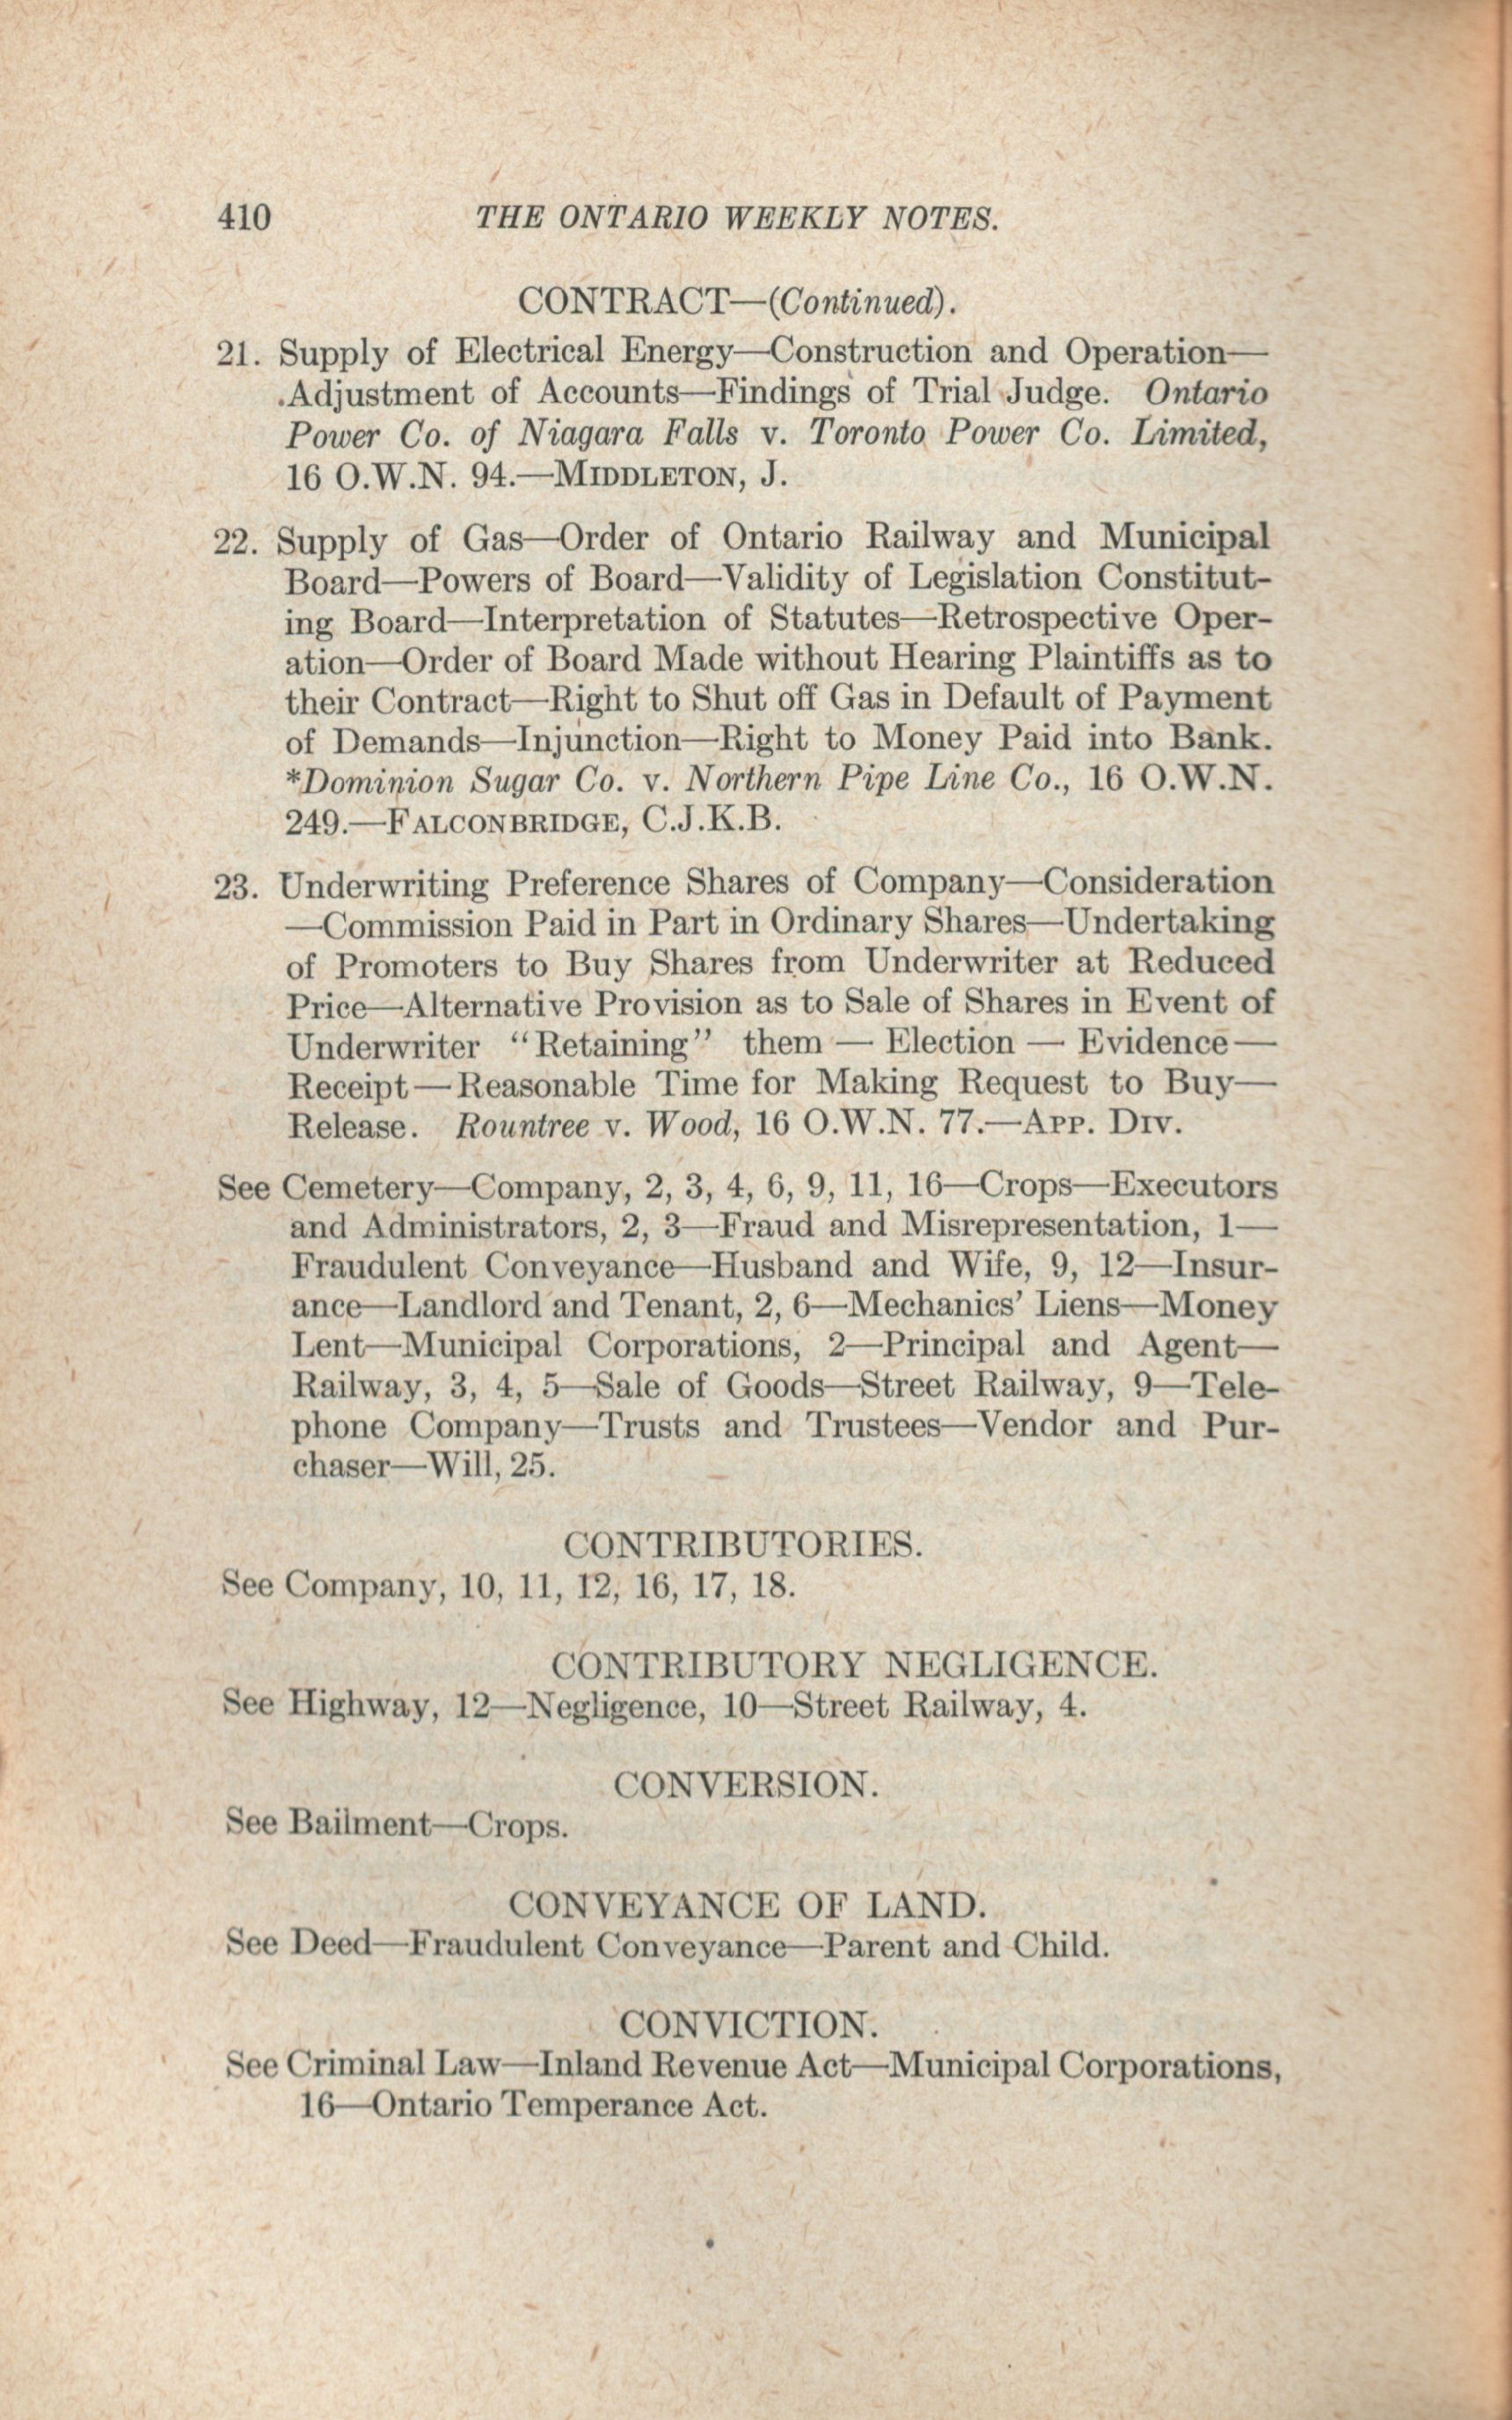 410 THE ONTARIO WEEKLY NOTES.
CONTRACT—(Continued).
21. Supply of Electrical Energy—Construction and Operation—
Adjustment of Accounts—Findings of Trial Judge. Ontario
Power Co. of Niagara Falls v. Toronto Power Co. Limited,
16 O.W.N. 94.—MIDDLETON, J.
22. Supply of Gas—Order of Ontario Railway and Municipal
Board—Powers of Board—Validity of Legislation Constitut-
ing Board—Interpretation of Statutes—Retrospective Oper-
ation—Order of Board Made without Hearing Plaintiffs as to
their Contract—Right to Shut off Gas in Default of Payment
of Demands—Injunction—Right to Money Paid into Bank.
*Dominion Sugar Co. v. Northern Pipe Line Co., 16 O.W.N.
249.—FALCONBRIDGE, C.J.K.B.
23. Underwriting Preference Shares of Company—Consideration
—Commission Paid in Part in Ordinary Shares—Undertaking
of Promoters to Buy Shares from Underwriter at Reduced
Price—Alternative Provision as to Sale of Shares in Event of
Underwriter "Retaining" them — Election — Evidence —
Receipt — Reasonable Time for Making Request to Buy—
Release. Rountree v. Wood, 16 O.W.N. 77.—APP. DIV.
See Cemetery—Company, 2, 3, 4, 6, 9, 11, 16—Crops—Executors
and Administrators, 2, 3—Fraud and Misrepresentation, 1—
Fraudulent Conveyance—Husband and Wife, 9, 12—Insur-
ance—Landlord and Tenant, 2, 6—Mechanics' Liens—Money
Lent—Municipal Corporations, 2—Principal and Agent—
Railway, 3, 4, 5—Sale of Goods—Street Railway, 9—Tele-
phone Company—Trusts and Trustees—Vendor and Pur-
chaser—Will, 25.
CONTRIBUTORIES.
See Company, 10, 11, 12, 16, 17, 18.
CONTRIBUTORY NEGLIGENCE.
See Highway, 12—Negligence, 10—Street Railway, 4.
CONVERSION.
See Bailment—Crops.
CONVEYANCE OF LAND.
See Deed—Fraudulent Conveyance—Parent and Child.
CONVICTION.
See Criminal Law—Inland Revenue Act—Municipal Corporations,
16—Ontario Temperance Act.